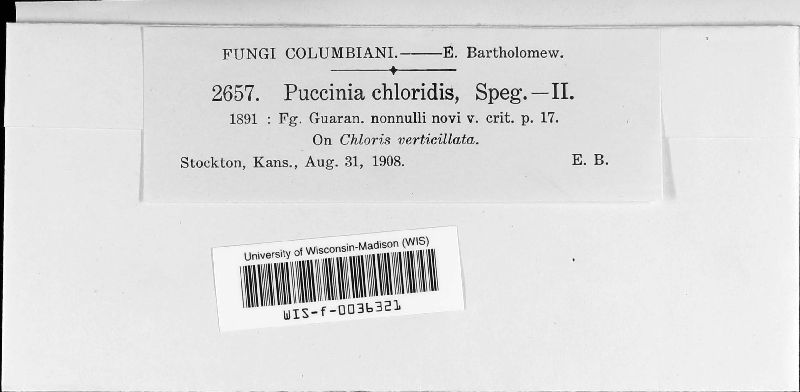 FUNGI COLUMBIANI.——E. Bartholomew.
2657. Puccinia chloridis, Speg.—II.
1891 : Fg. Guaran. nonnulli novi v. crit. p. 17.
On Chloris verticillata.
Stockton, Kans., Aug. 31, 1908. E. B.
University of Wisconsin-Madison (WIS)
WIS-f-0036321